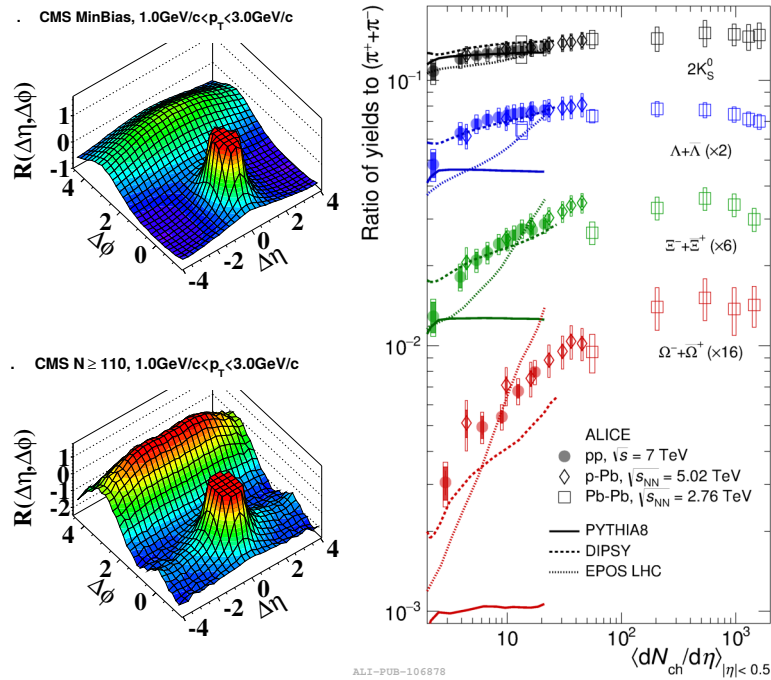 . CMS MinBias, 1.0GeV/c<p_T<3.0GeV/c
R(Δη,Δφ)
1
0
-1
4
2
0
Δφ
-4
-2
0
2
4
Δη
. CMS N ≥ 110, 1.0GeV/c<p_T<3.0GeV/c
R(Δη,Δφ)
1
0
-1
-2
4
2
0
Δφ
-4
-2
0
2
4
Δη
Ratio of yields to (π⁺+π⁻)
10⁻¹
10⁻²
10⁻³
2K⁰_S
Λ+Λ̅ (×2)
Ξ⁻+Ξ̅⁺ (×6)
Ω⁻+Ω̅⁺ (×16)
ALICE
pp, √s = 7 TeV
p-Pb, √s_NN = 5.02 TeV
Pb-Pb, √s_NN = 2.76 TeV
PYTHIA8
DIPSY
EPOS LHC
10
10²
10³
⟨dN_ch/dη⟩_|η|< 0.5
ALI-PUB-106878